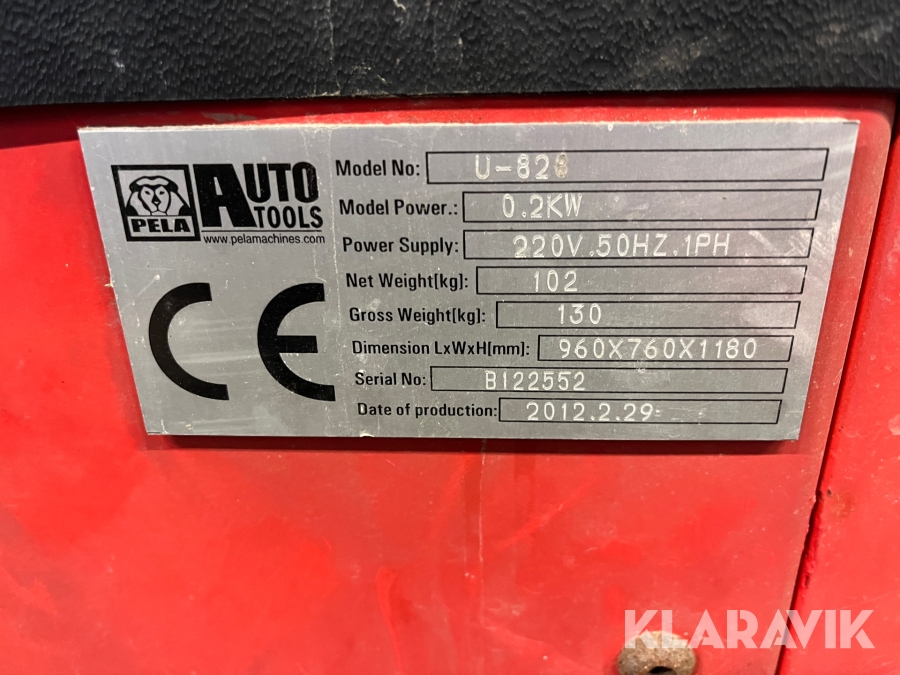 PELA
AUTO
TOOLS
www.pelamachines.com
CE
Model No: U-828
Model Power.: 0.2KW
Power Supply: 220V.50HZ.1PH
Net Weight[kg]: 102
Gross Weight[kg]: 130
Dimension LxWxH[mm]: 960X760X1180
Serial No: B122552
Date of production: 2012.2.29
KLARAVIK